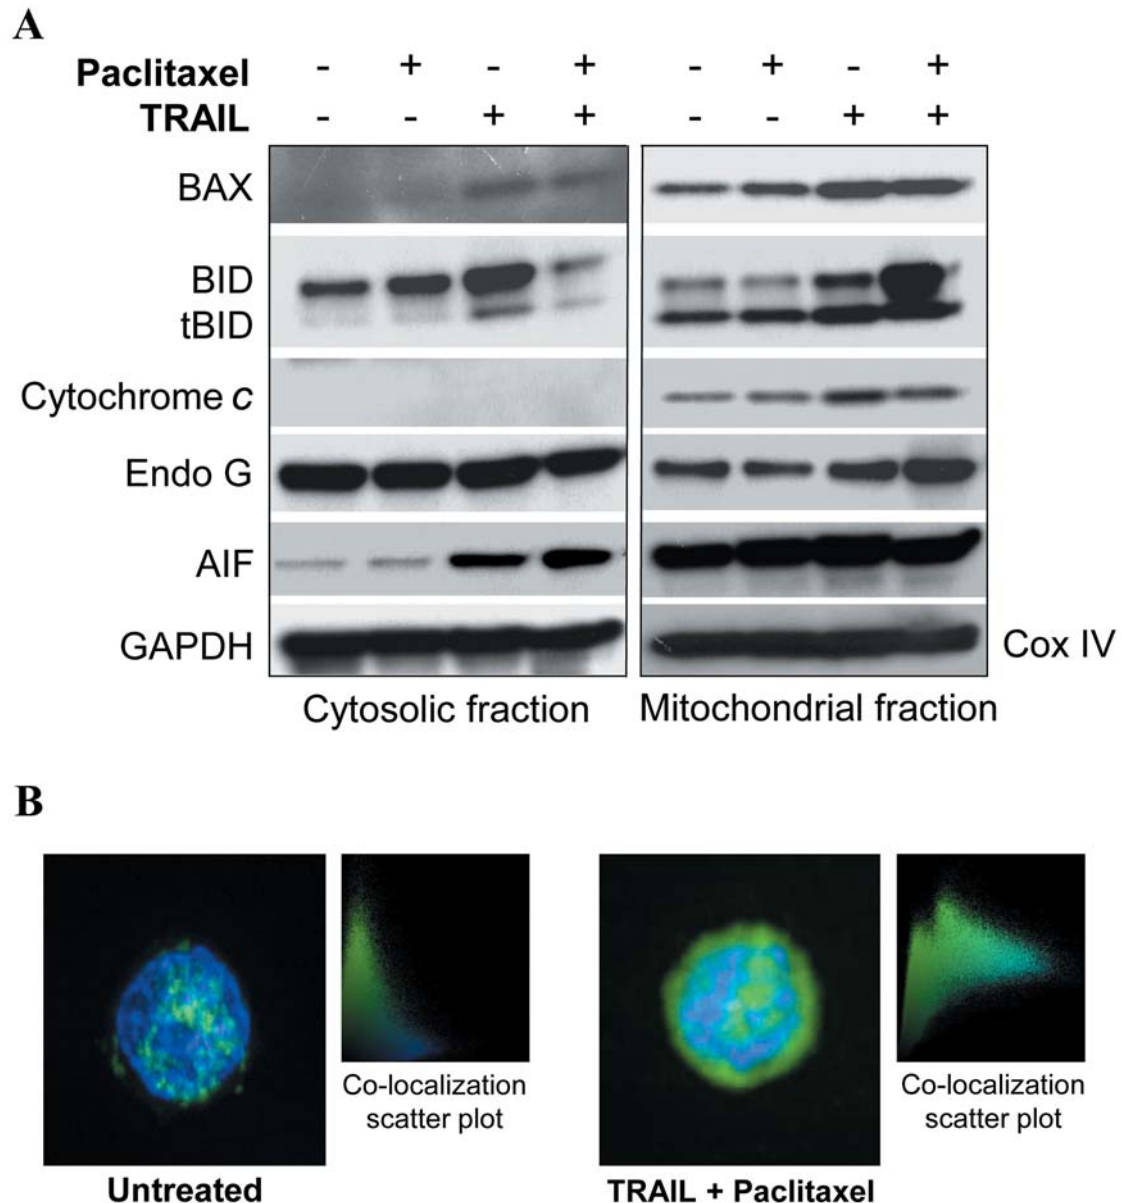 A
Paclitaxel - + - + - + - +
TRAIL - - + + - - + +
BAX
BID
tBID
Cytochrome c
Endo G
AIF
GAPDH
Cox IV
Cytosolic fraction Mitochondrial fraction
B
Co-localization
scatter plot
Co-localization
scatter plot
Untreated
TRAIL + Paclitaxel